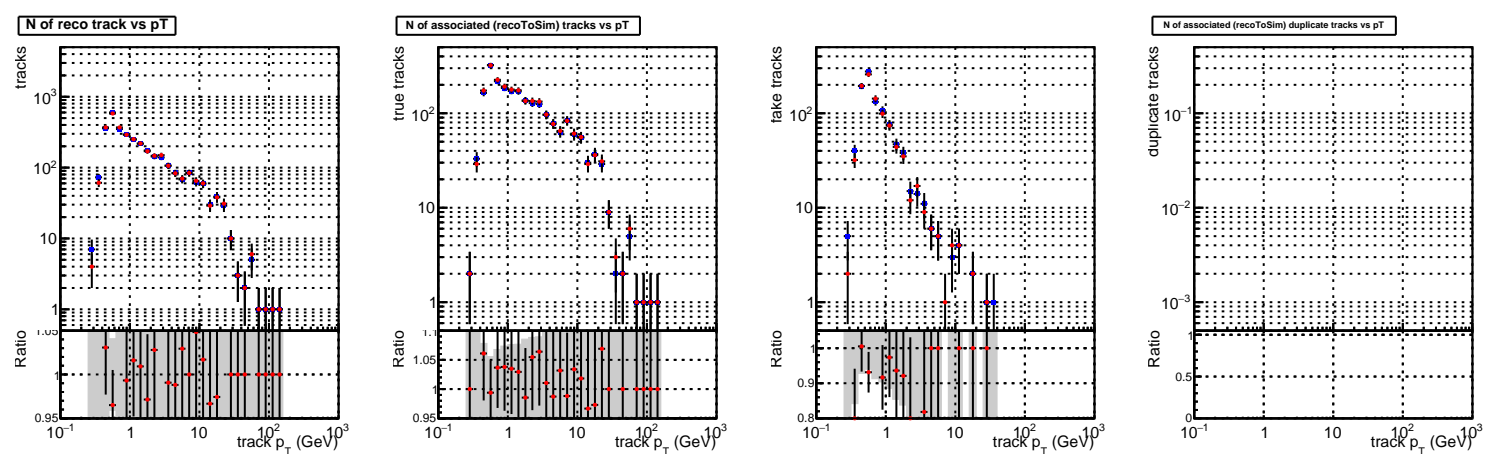 N of reco track vs pT
tracks
10³
10²
10
1
Ratio
1.05
1
0.95
10⁻¹ 1 10 10² 10³
track p_T (GeV)
N of associated (recoToSim) tracks vs pT
true tracks
10²
10
1
Ratio
1.1
1.05
1
0.95
10⁻¹ 1 10 10² 10³
track p_T (GeV)
fake tracks
10²
10
1
Ratio
1
0.9
0.8
10⁻¹ 1 10 10² 10³
track p_T (GeV)
N of associated (recoToSim) duplicate tracks vs pT
duplicate tracks
10⁻¹
10⁻²
10⁻³
Ratio
1
0.5
0
10⁻¹ 1 10 10² 10³
track p_T (GeV)